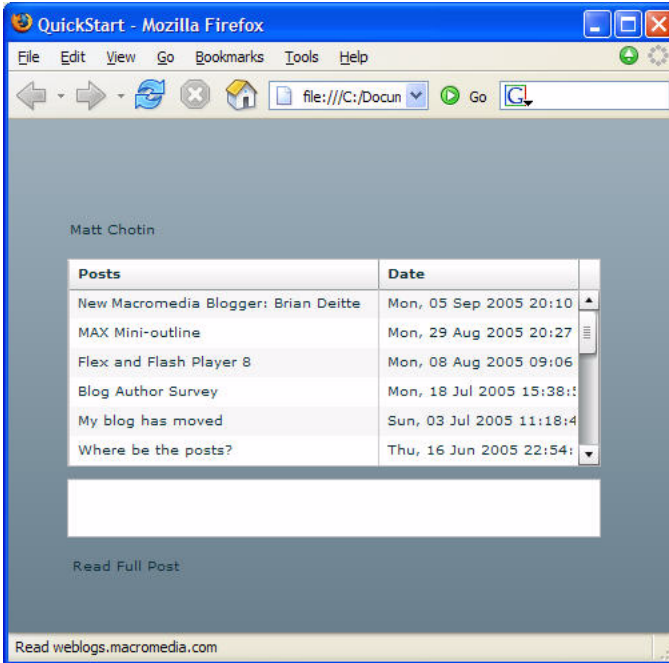 QuickStart - Mozilla Firefox
File Edit View Go Bookmarks Tools Help
file:///C:/Docun Go G
Matt Chotin
Posts Date
New Macromedia Blogger: Brian Deitte Mon, 05 Sep 2005 20:10
MAX Mini-outline Mon, 29 Aug 2005 20:27
Flex and Flash Player 8 Mon, 08 Aug 2005 09:06
Blog Author Survey Mon, 18 Jul 2005 15:38:5
My blog has moved Sun, 03 Jul 2005 11:18:4
Where be the posts? Thu, 16 Jun 2005 22:54:
Read Full Post
Read weblogs.macromedia.com